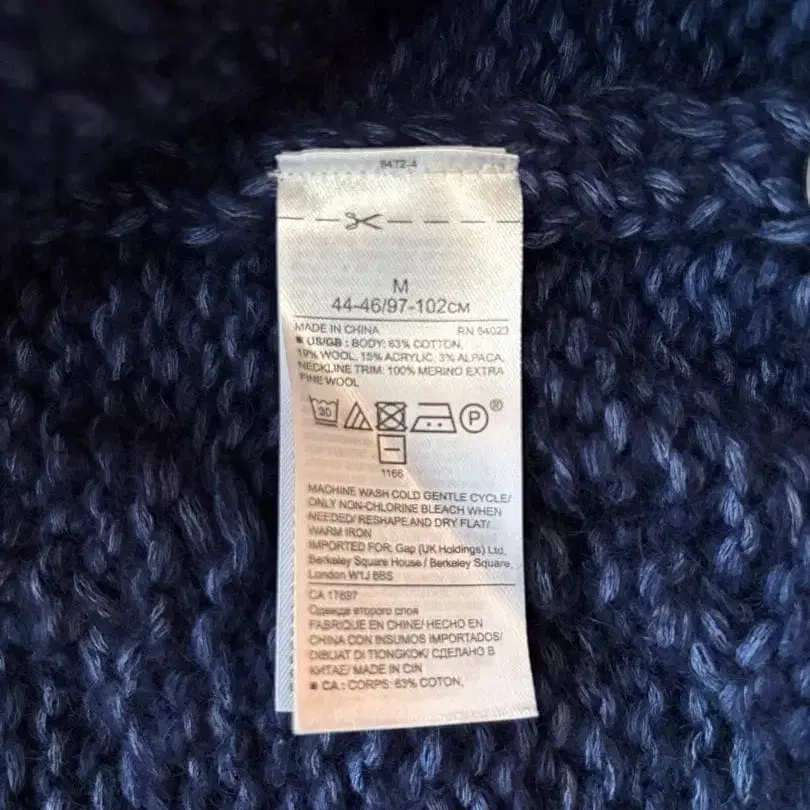 8472-4
M
44-46/97-102CM
MADE IN CHINA RN 54023
■ US/GB : BODY: 63% COTTON,
19% WOOL, 15% ACRYLIC, 3% ALPACA,
NECKLINE TRIM: 100% MERINO EXTRA
FINE WOOL
30
P ®
1166
MACHINE WASH COLD GENTLE CYCLE/
ONLY NON-CHLORINE BLEACH WHEN
NEEDED/ RESHAPE AND DRY FLAT/
WARM IRON
IMPORTED FOR: Gap (UK Holdings) Ltd,
Berkeley Square House / Berkeley Square,
London W1J 6BS
CA 17897
Одежда второго слоя
FABRIQUE EN CHINE/ HECHO EN
CHINA CON INSUMOS IMPORTADOS/
DIBUAT DI TIONGKOK/ СДЕЛАНО В
КИТАЕ/ MADE IN CIN
■ CA : CORPS: 63% COTON,